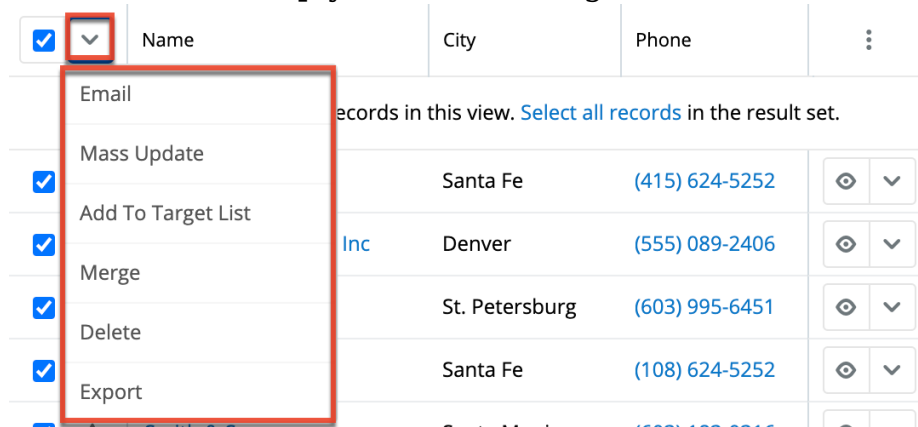 Name City Phone
Email
ecords in this view. Select all records in the result set.
Mass Update
Santa Fe (415) 624-5252
Add To Target List
Inc Denver (555) 089-2406
Merge
St. Petersburg (603) 995-6451
Delete
Santa Fe (108) 624-5252
Export